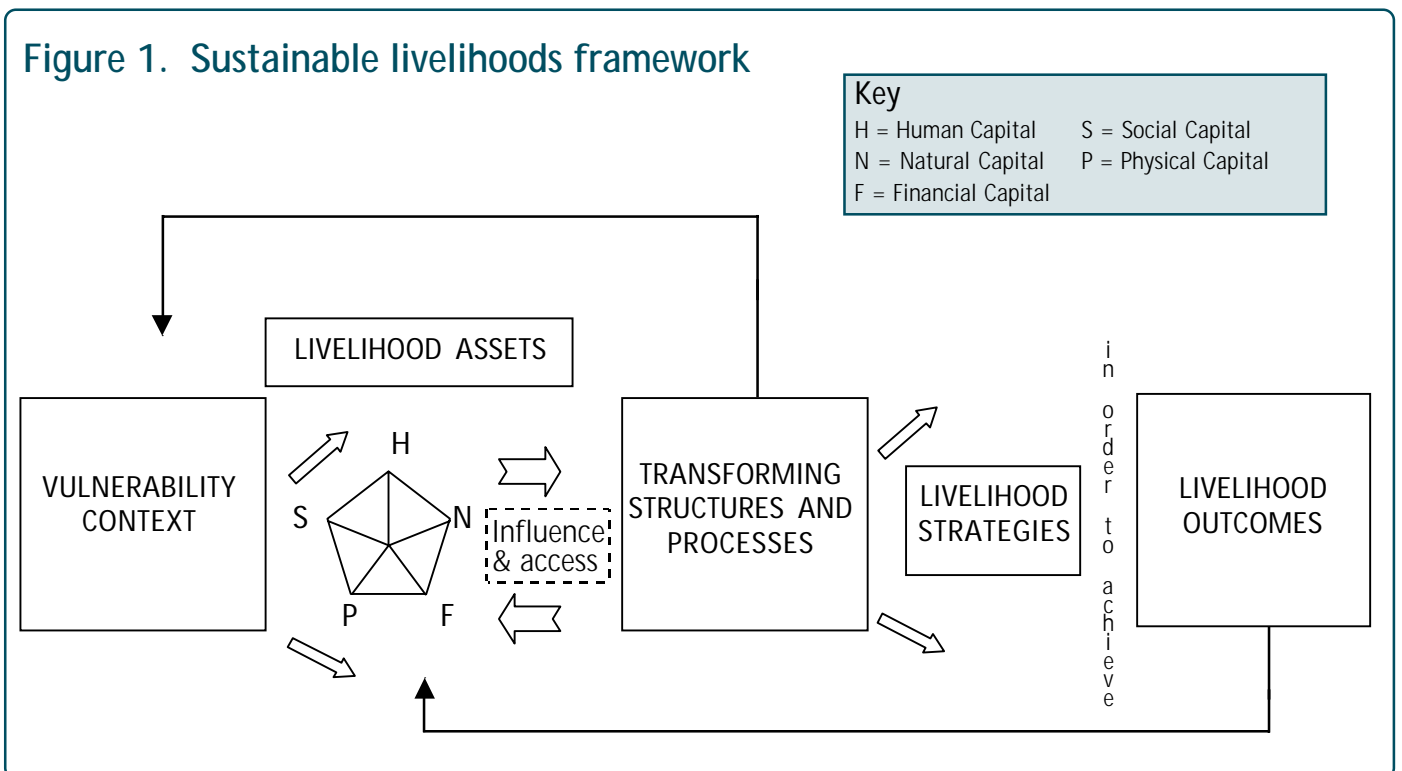 Figure 1. Sustainable livelihoods framework
Key
H = Human Capital S = Social Capital
N = Natural Capital P = Physical Capital
F = Financial Capital
LIVELIHOOD ASSETS
VULNERABILITY
CONTEXT
H
S
N
P
F
Influence
& access
TRANSFORMING
STRUCTURES AND
PROCESSES
LIVELIHOOD
STRATEGIES
in order to achieve
LIVELIHOOD
OUTCOMES